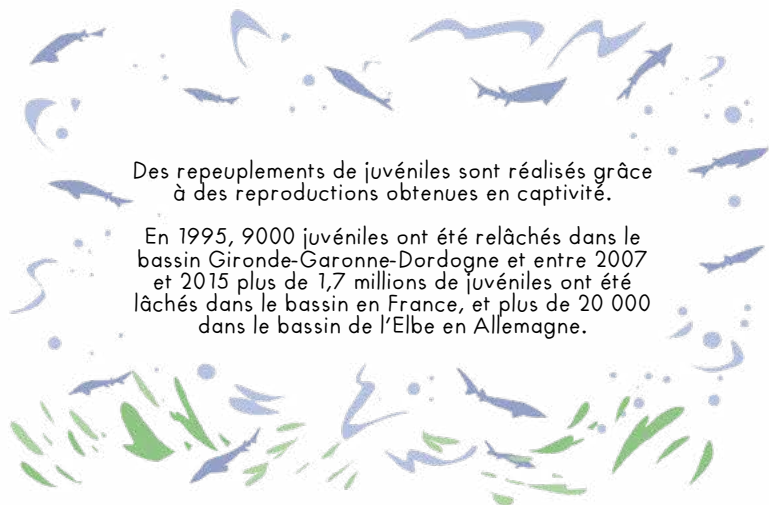 Des repeuplements de juvéniles sont réalisés grâce
à des reproductions obtenues en captivité.
En 1995, 9000 juvéniles ont été relâchés dans le
bassin Gironde-Garonne-Dordogne et entre 2007
et 2015 plus de 1,7 millions de juvéniles ont été
lâchés dans le bassin en France, et plus de 20 000
dans le bassin de l'Elbe en Allemagne.